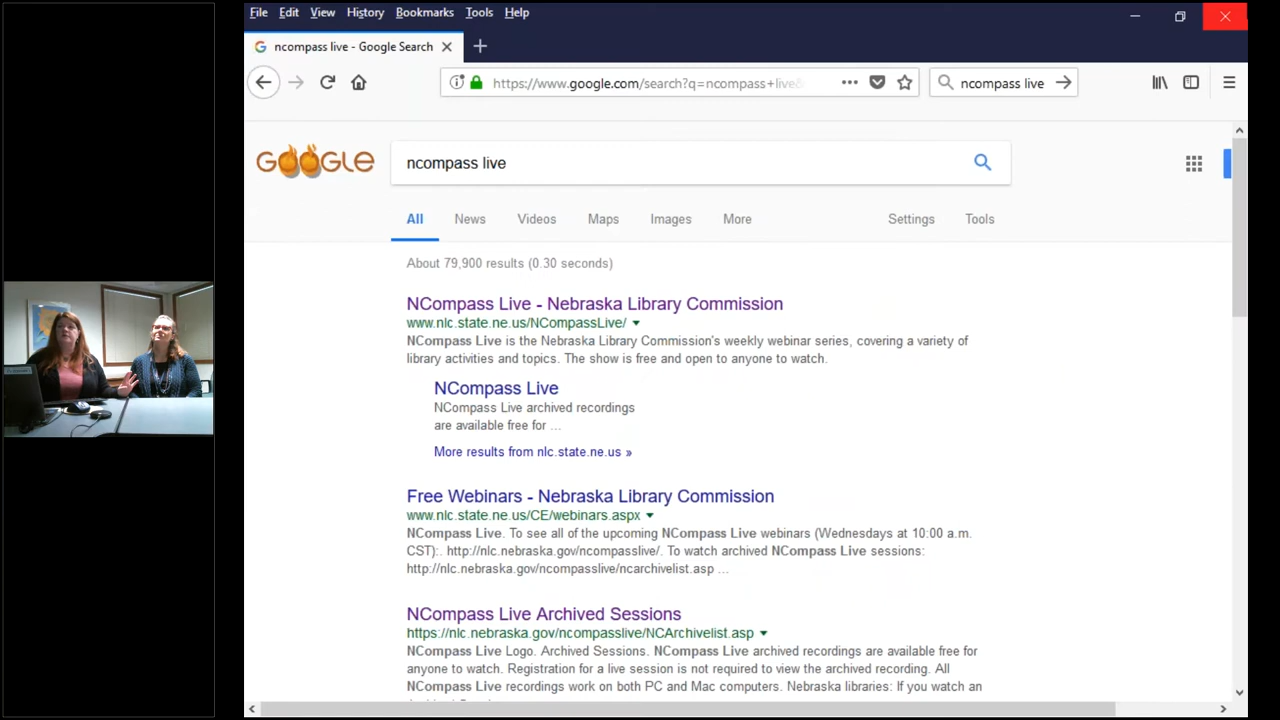 File Edit View History Bookmarks Tools Help
ncompass live - Google Search
https://www.google.com/search?q=ncompass+live&
ncompass live
GOOGLE
ncompass live
All News Videos Maps Images More Settings Tools
About 79,900 results (0.30 seconds)
NCompass Live - Nebraska Library Commission
www.nlc.state.ne.us/NCompassLive/
NCompass Live is the Nebraska Library Commission's weekly webinar series, covering a variety of
library activities and topics. The show is free and open to anyone to watch.
NCompass Live
NCompass Live archived recordings
are available free for ...
More results from nlc.state.ne.us »
Free Webinars - Nebraska Library Commission
www.nlc.state.ne.us/CE/webinars.aspx
NCompass Live. To see all of the upcoming NCompass Live webinars (Wednesdays at 10:00 a.m.
CST):. http://nlc.nebraska.gov/ncompasslive/. To watch archived NCompass Live sessions:
http://nlc.nebraska.gov/ncompasslive/ncarchivelist.asp ...
NCompass Live Archived Sessions
https://nlc.nebraska.gov/ncompasslive/NCArchivelist.asp
NCompass Live Logo. Archived Sessions. NCompass Live archived recordings are available free for
anyone to watch. Registration for a live session is not required to view the archived recording. All
NCompass Live recordings work on both PC and Mac computers. Nebraska libraries: If you watch an